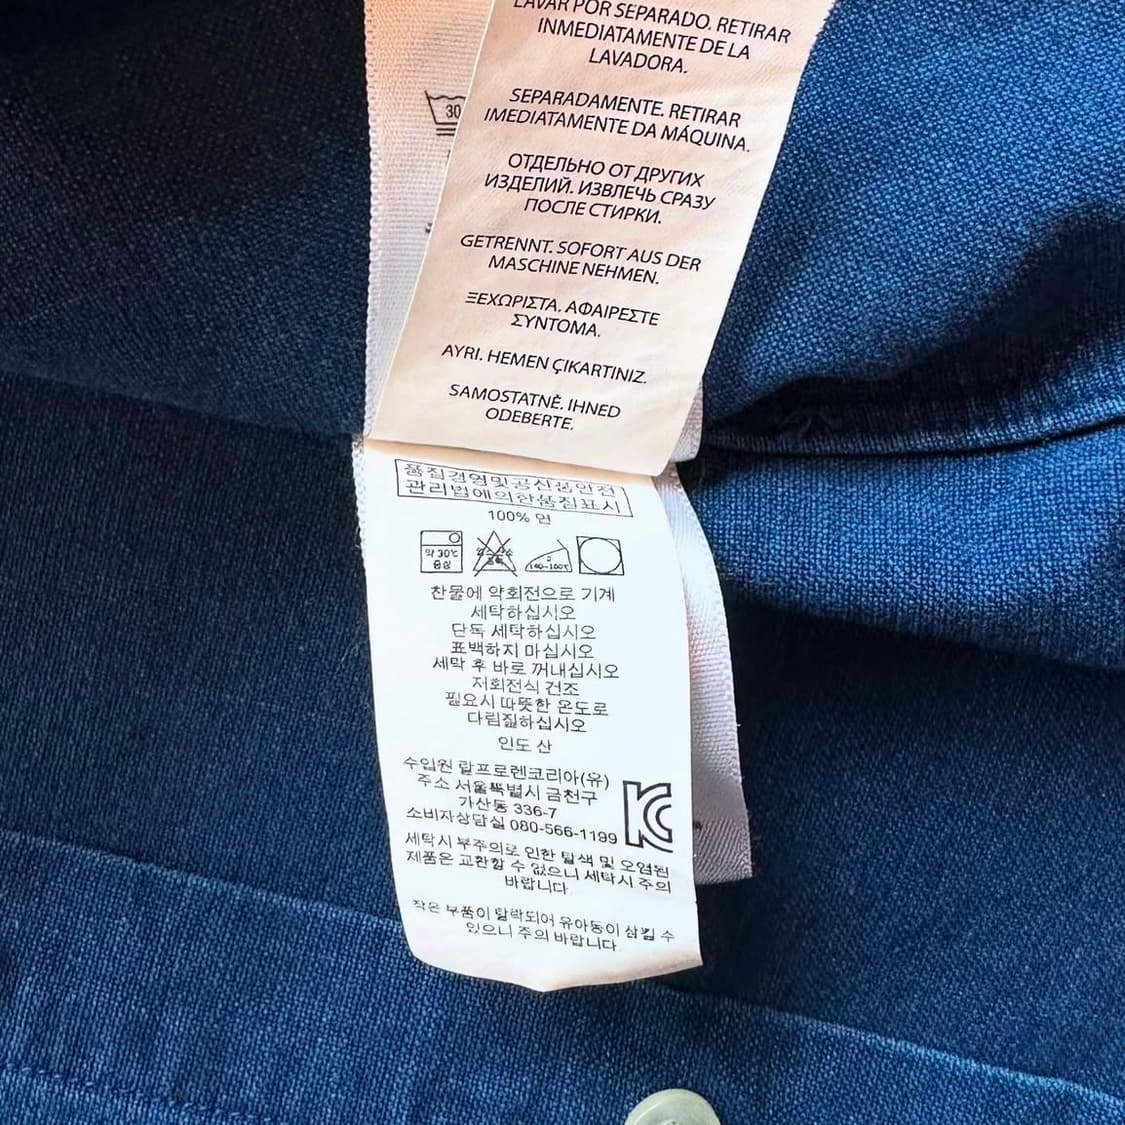 LAVAR POR SEPARADO. RETIRAR
INMEDIATAMENTE DE LA
LAVADORA.
SEPARADAMENTE. RETIRAR
IMEDIATAMENTE DA MÁQUINA.
ОТДЕЛЬНО ОТ ДРУГИХ
ИЗДЕЛИЙ. ИЗВЛЕЧЬ СРАЗУ
ПОСЛЕ СТИРКИ.
GETRENNT. SOFORT AUS DER
MASCHINE NEHMEN.
ΞΕΧΩΡΙΣΤΑ. ΑΦΑΙΡΕΣΤΕ
ΣΥΝΤΟΜΑ.
AYRI. HEMEN ÇIKARTINIZ.
SAMOSTATNĚ. IHNED
ODEBERTE.
30
품질경영및공산품안전
관리법에의한품질표시
100% 면
약 30℃
중성
찬물에 약회전으로 기계
세탁하십시오
단독 세탁하십시오
표백하지 마십시오
세탁 후 바로 꺼내십시오
저회전식 건조
필요시 따뜻한 온도로
다림질하십시오
인도 산
수입원 랄프로렌코리아(유)
주소 서울특별시 금천구
가산동 336-7
소비자상담실 080-566-1199
세탁시 부주의로 인한 탈색 및 오염된
제품은 교환할 수 없으니 세탁시 주의
바랍니다.
작은 부품이 탈락되어 유아동이 삼킬 수
있으니 주의 바랍니다.